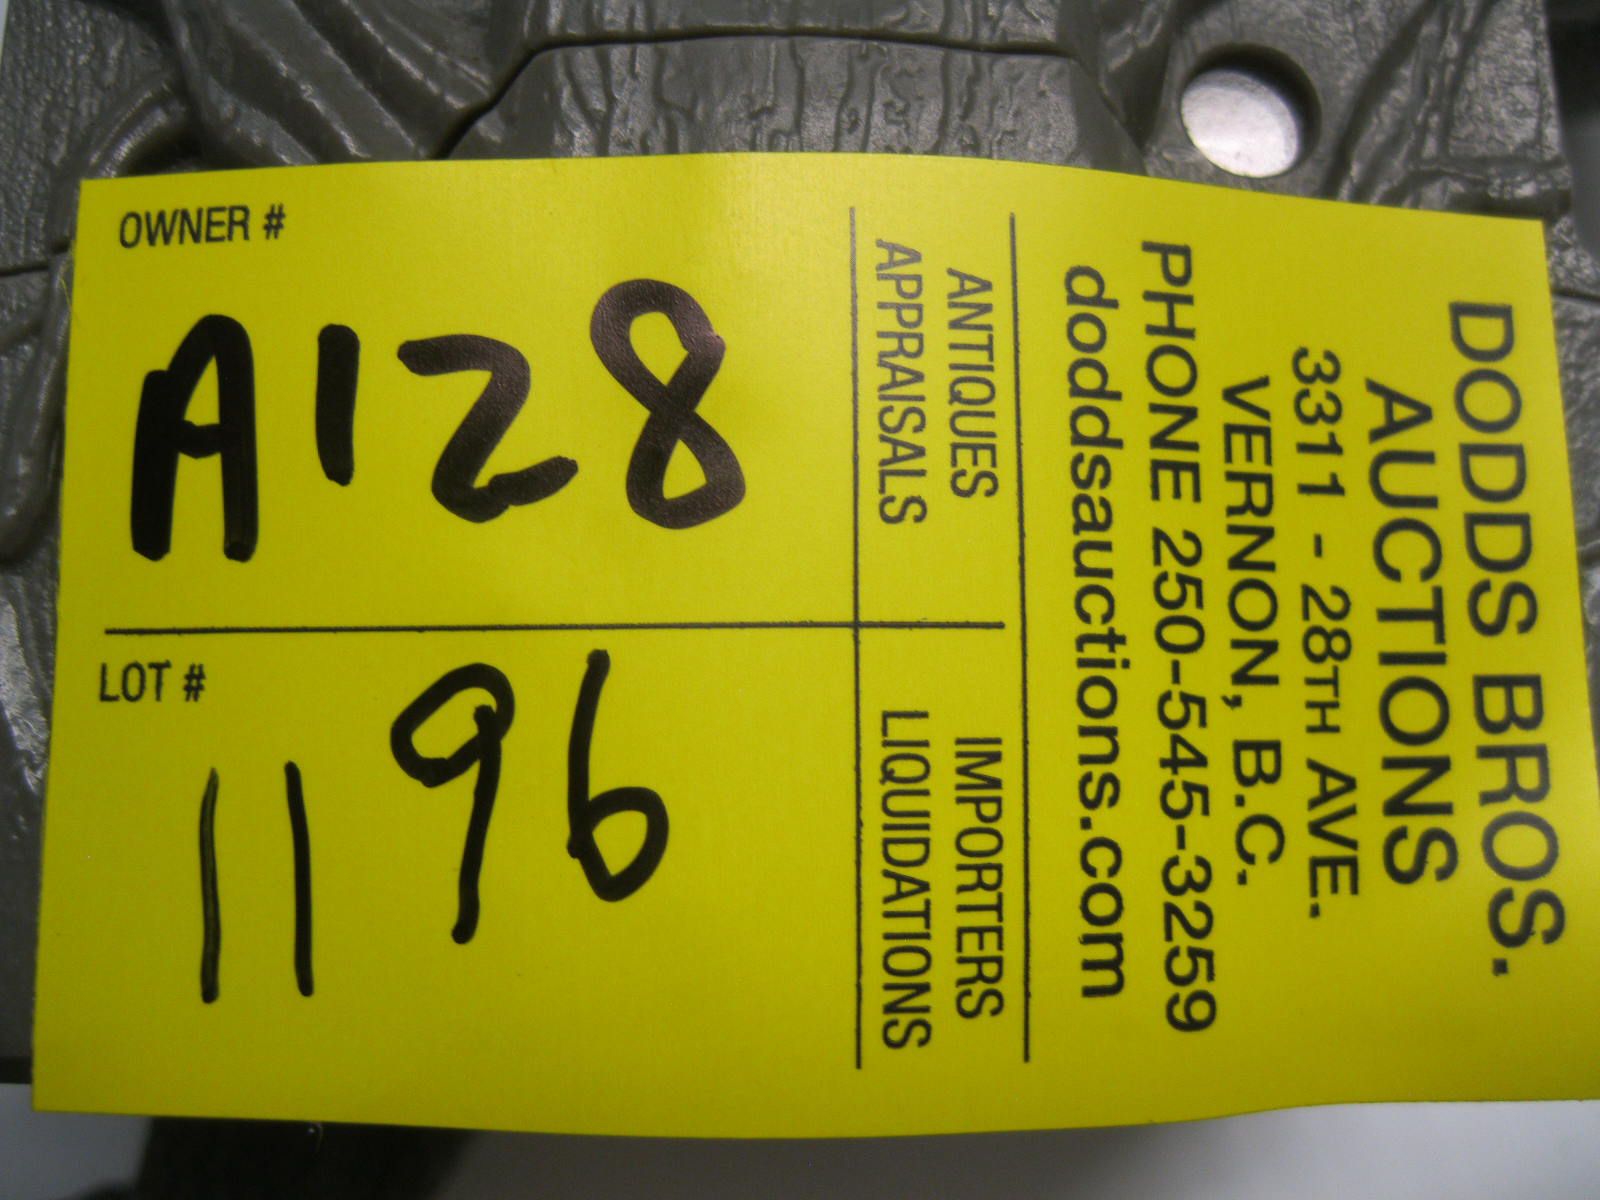 DODDS BROS.
AUCTIONS
3311 - 28TH AVE.
VERNON, B.C.
PHONE 250-545-3259
doddsauctions.com
ANTIQUES
APPRAISALS
IMPORTERS
LIQUIDATIONS
OWNER #
A128
LOT #
1196